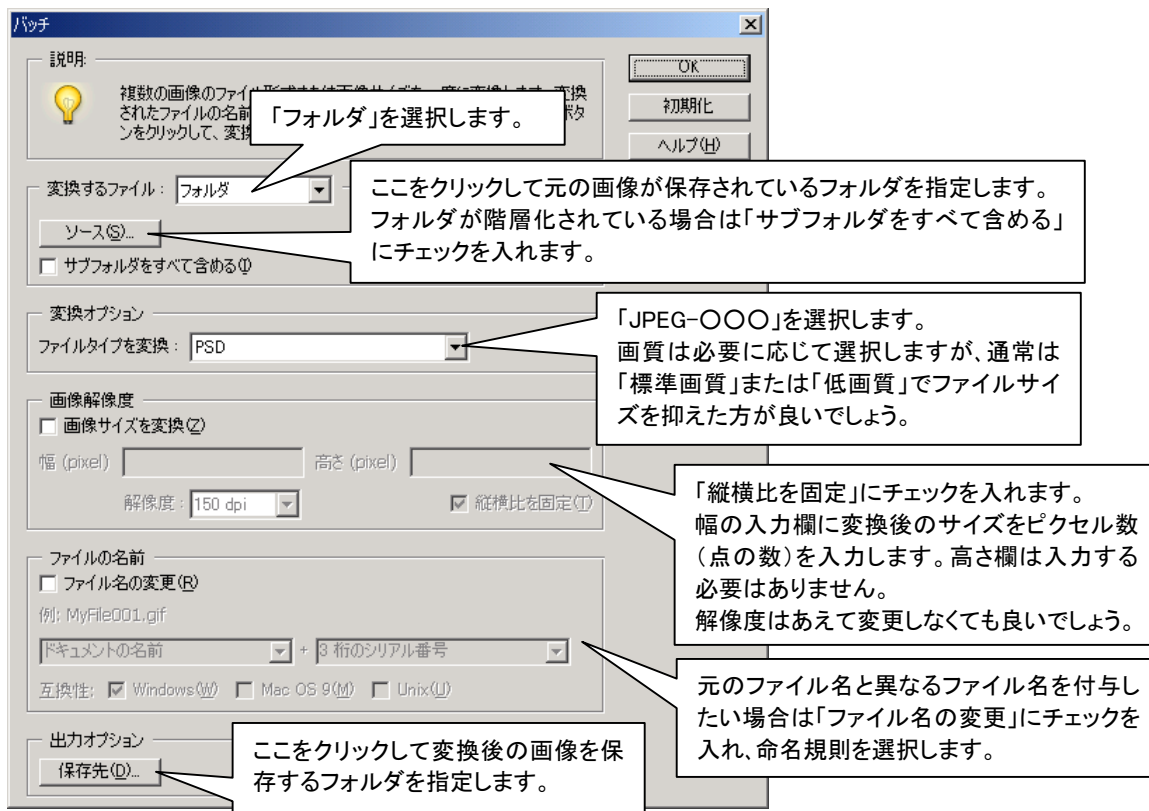 バッチ
説明:
複数の画像のファイル形式または画像サイズを一度に変換します。変換
されたファイルの名前
ボタ
ンをクリックして、変換
「フォルダ」を選択します。
OK
初期化
ヘルプ(H)
変換するファイル: フォルダ
ソース(S)...
サブフォルダをすべて含める(I)
ここをクリックして元の画像が保存されているフォルダを指定します。
フォルダが階層化されている場合は「サブフォルダをすべて含める」
にチェックを入れます。
変換オプション
ファイルタイプを変換: PSD
「JPEG-〇〇〇」を選択します。
画質は必要に応じて選択しますが、通常は
「標準画質」または「低画質」でファイルサイ
ズを抑えた方が良いでしょう。
画像解像度
画像サイズを変換(Z)
幅 (pixel) 高さ (pixel)
解像度: 150 dpi 縦横比を固定(T)
「縦横比を固定」にチェックを入れます。
幅の入力欄に変換後のサイズをピクセル数
(点の数)を入力します。高さ欄は入力する
必要はありません。
解像度はあえて変更しなくても良いでしょう。
ファイルの名前
ファイル名の変更(R)
例: MyFile001.gif
ドキュメントの名前 + 3 桁のシリアル番号
互換性: Windows(W) Mac OS 9(M) Unix(U)
元のファイル名と異なるファイル名を付与し
たい場合は「ファイル名の変更」にチェックを
入れ、命名規則を選択します。
出力オプション
保存先(D)...
ここをクリックして変換後の画像を保
存するフォルダを指定します。